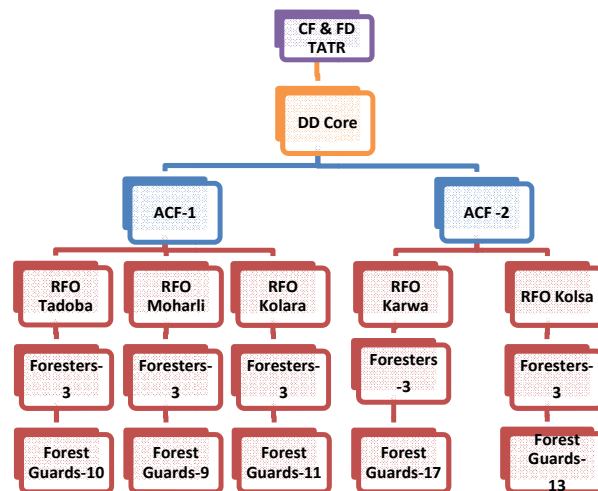 CF & FD
TATR
DD Core
ACF-1
ACF -2
RFO
Tadoba
RFO
Moharli
RFO
Kolara
RFO
Karwa
RFO Kolsa
Foresters-
3
Foresters-
3
Foresters-
3
Foresters
-3
Foresters-
3
Forest
Guards-10
Forest
Guards-9
Forest
Guards-11
Forest
Guards-17
Forest
Guards-
13